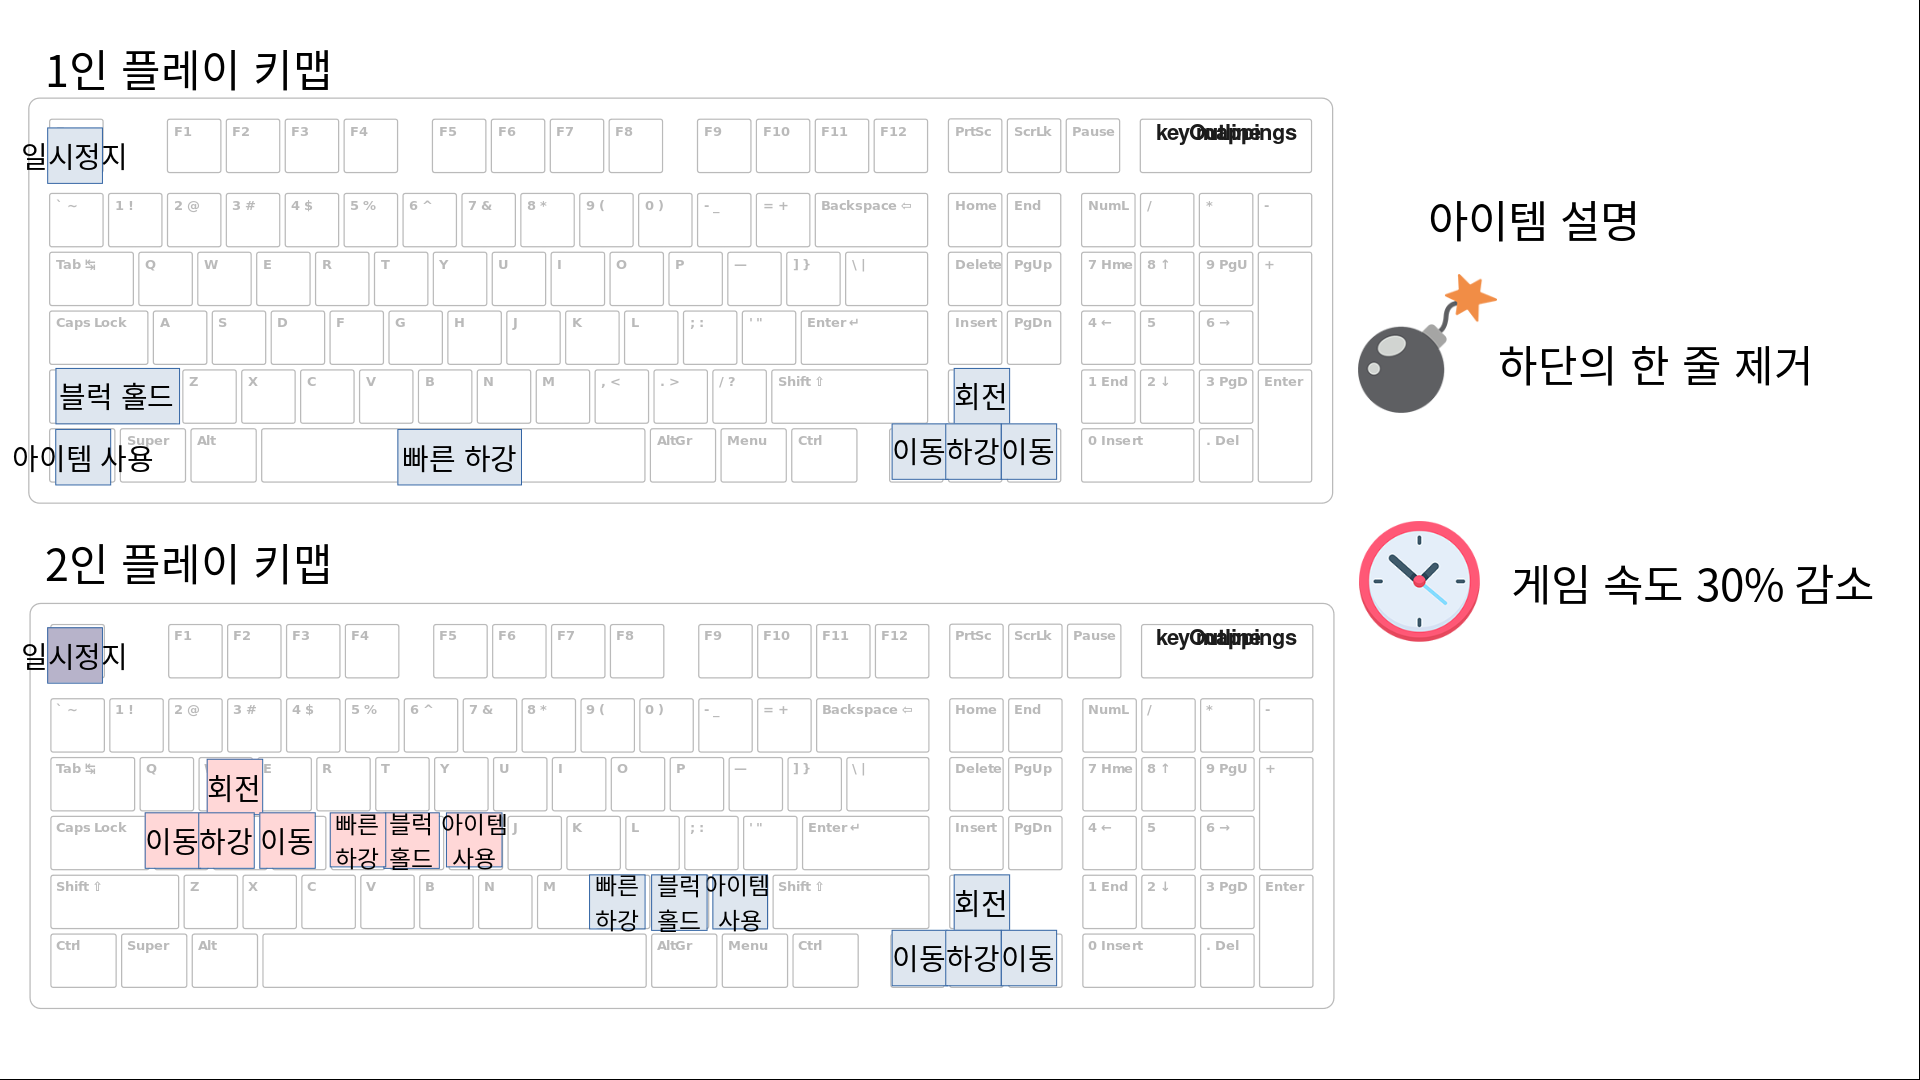 1인 플레이 키맵
일시정지
F1 F2 F3 F4 F5 F6 F7 F8 F9 F10 F11 F12 PrtSc ScrLk Pause
` ~ 1 ! 2 @ 3 # 4 $ 5 % 6 ^ 7 & 8 * 9 ( 0 ) - _ = + Backspace ⇦ Home End NumL / * -
Tab ↹ Q W E R T Y U I O P — ] } \ | Delete PgUp 7 Hme 8 ↑ 9 PgU +
Caps Lock A S D F G H J K L ; : ' " Enter ↵ Insert PgDn 4 ← 5 6 →
블럭 홀드 Z X C V B N M , < . > / ? Shift ⇧ 회전 1 End 2 ↓ 3 PgD Enter
아이템 사용 Super Alt 빠른 하강 AltGr Menu Ctrl 이동 하강 이동 0 Insert . Del
아이템 설명
하단의 한 줄 제거
게임 속도 30% 감소
2인 플레이 키맵
일시정지
F1 F2 F3 F4 F5 F6 F7 F8 F9 F10 F11 F12 PrtSc ScrLk Pause
` ~ 1 ! 2 @ 3 # 4 $ 5 % 6 ^ 7 & 8 * 9 ( 0 ) - _ = + Backspace ⇦ Home End NumL / * -
Tab ↹ Q 회전 E R T Y U I O P — ] } \ | Delete PgUp 7 Hme 8 ↑ 9 PgU +
Caps Lock 이동 하강 이동 빠른 하강 블럭 홀드 아이템 사용 J K L ; : ' " Enter ↵ Insert PgDn 4 ← 5 6 →
Shift ⇧ Z X C V B N M 빠른 하강 블럭 홀드 아이템 사용 Shift ⇧ 회전 1 End 2 ↓ 3 PgD Enter
Ctrl Super Alt AltGr Menu Ctrl 이동 하강 이동 0 Insert . Del